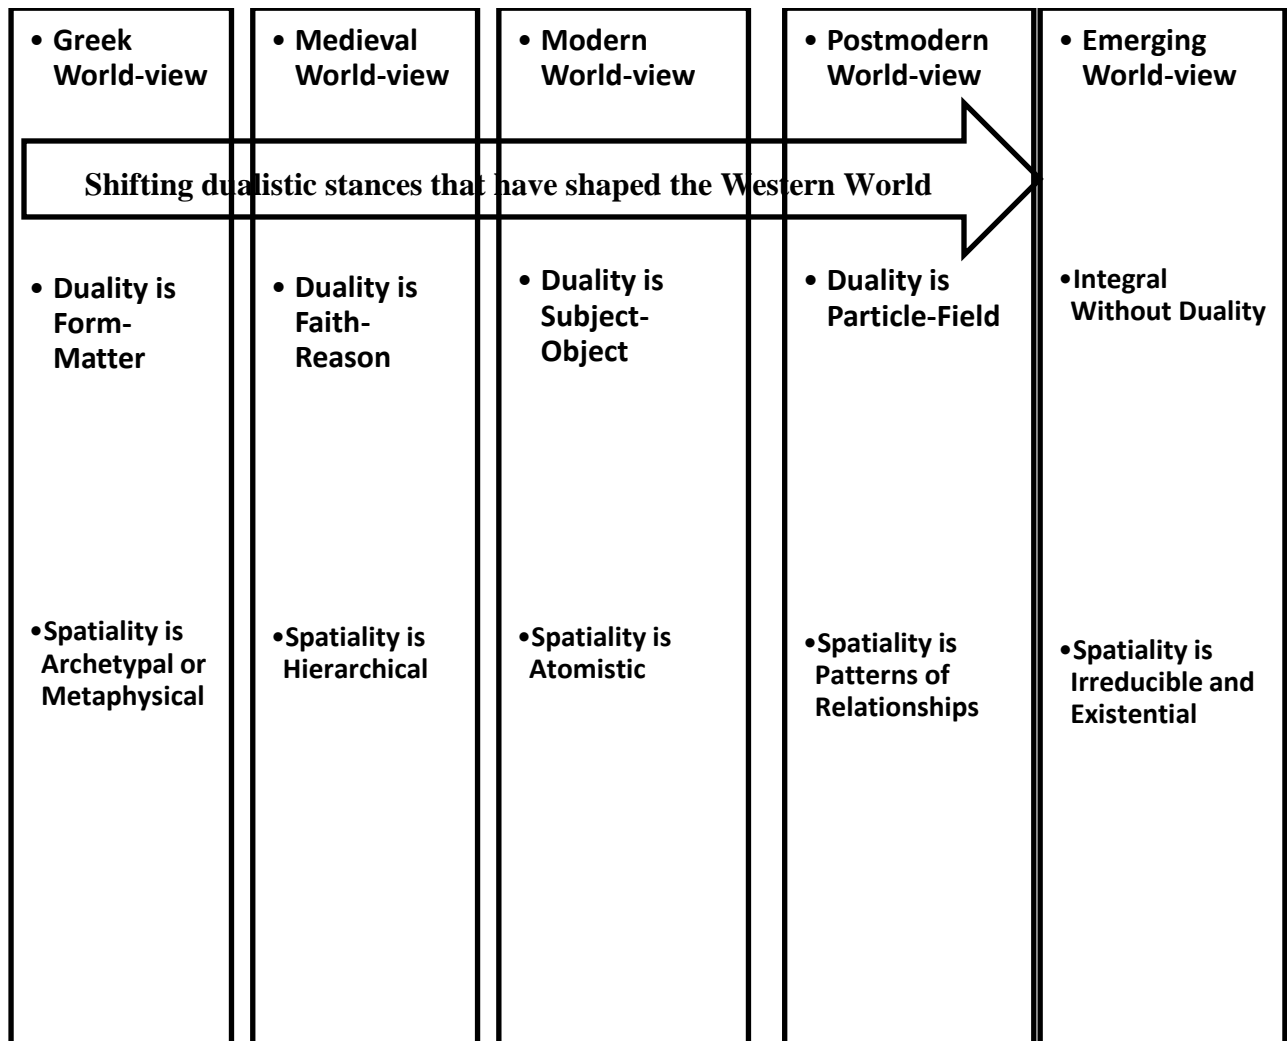 • Greek
World-view
• Medieval
World-view
• Modern
World-view
• Postmodern
World-view
• Emerging
World-view
Shifting dualistic stances that have shaped the Western World
• Duality is
Form-
Matter
• Duality is
Faith-
Reason
• Duality is
Subject-
Object
• Duality is
Particle-Field
•Integral
Without Duality
•Spatiality is
Archetypal or
Metaphysical
•Spatiality is
Hierarchical
•Spatiality is
Atomistic
•Spatiality is
Patterns of
Relationships
•Spatiality is
Irreducible and
Existential